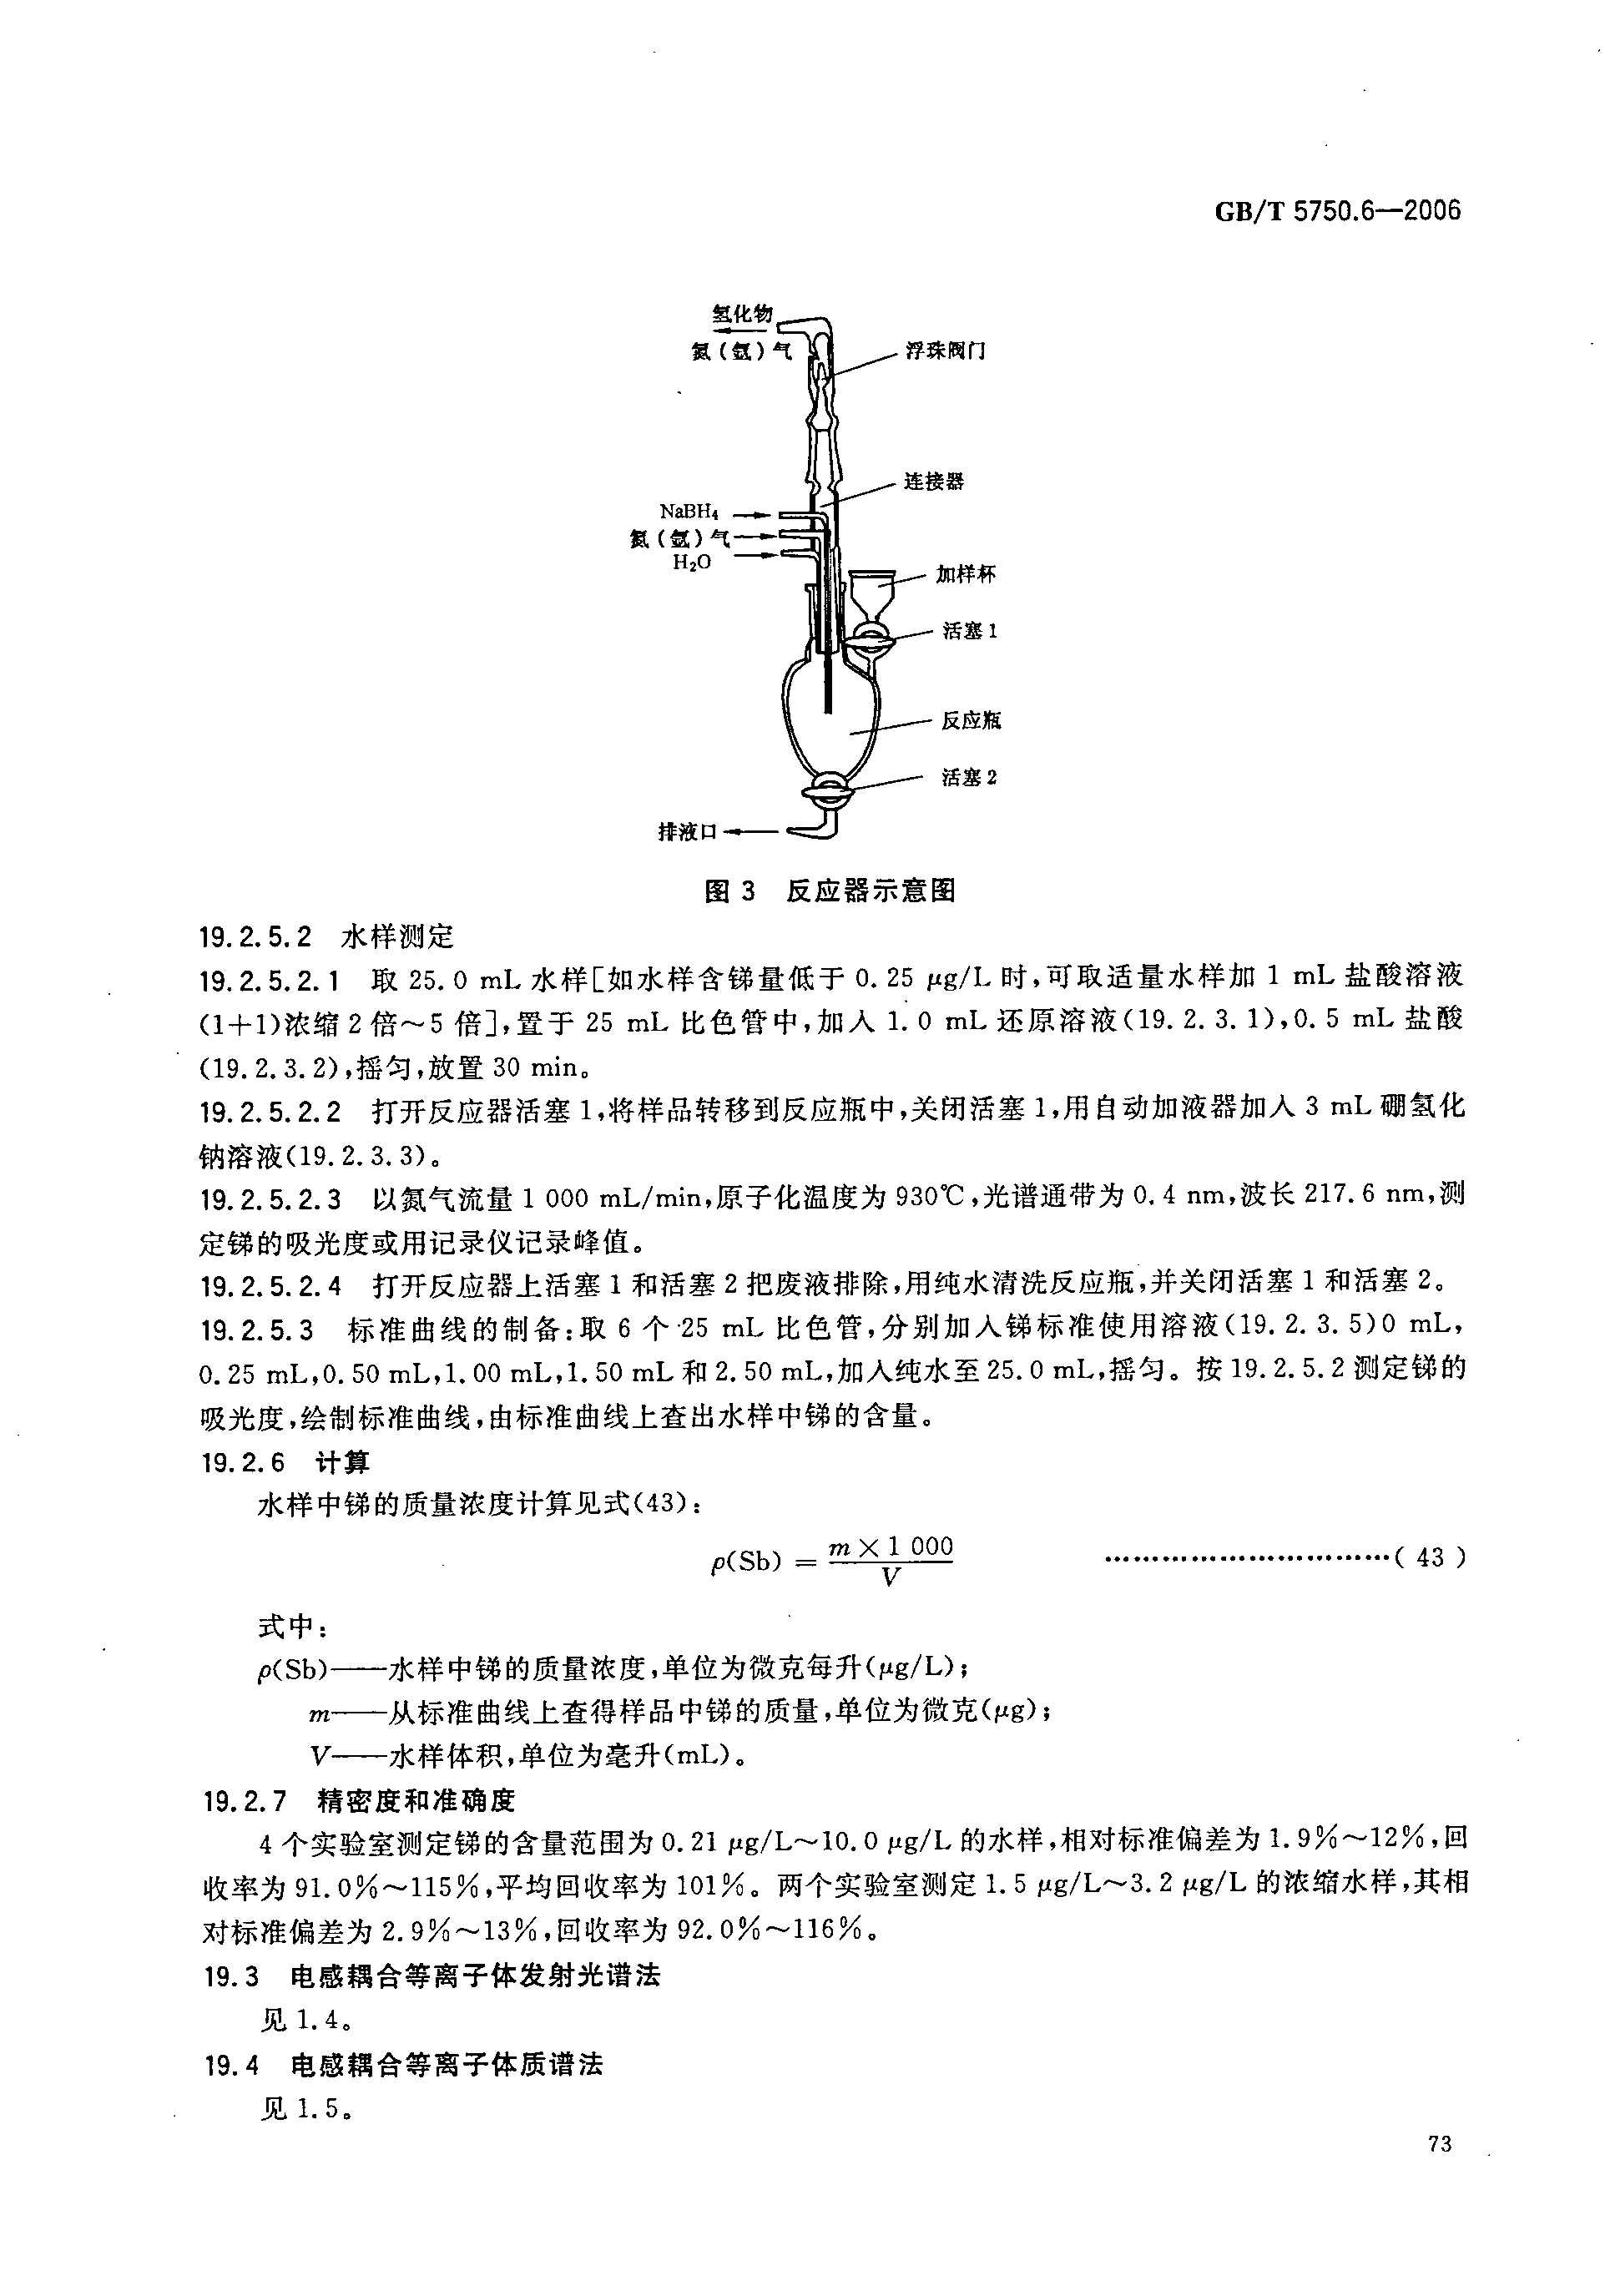 GB/T 5750.6—2006
氢化物
氮(氩)气
浮珠阀门
连接器
NaBH₄
氮(氩)气
H₂O
加样杯
活塞1
反应瓶
活塞2
排液口
图 3 反应器示意图
19.2.5.2 水样测定
19.2.5.2.1 取 25.0 mL 水样[如水样含锑量低于 0.25 μg/L 时,可取适量水样加 1 mL 盐酸溶液
(1+1)浓缩 2 倍～5 倍],置于 25 mL 比色管中,加入 1.0 mL 还原溶液(19.2.3.1),0.5 mL 盐酸
(19.2.3.2),摇匀,放置 30 min。
19.2.5.2.2 打开反应器活塞 1,将样品转移到反应瓶中,关闭活塞 1,用自动加液器加入 3 mL 硼氢化
钠溶液(19.2.3.3)。
19.2.5.2.3 以氮气流量 1 000 mL/min,原子化温度为 930℃,光谱通带为 0.4 nm,波长 217.6 nm,测
定锑的吸光度或用记录仪记录峰值。
19.2.5.2.4 打开反应器上活塞 1 和活塞 2 把废液排除,用纯水清洗反应瓶,并关闭活塞 1 和活塞 2。
19.2.5.3 标准曲线的制备:取 6 个 25 mL 比色管,分别加入锑标准使用溶液(19.2.3.5)0 mL,
0.25 mL,0.50 mL,1.00 mL,1.50 mL 和 2.50 mL,加入纯水至 25.0 mL,摇匀。按 19.2.5.2 测定锑的
吸光度,绘制标准曲线,由标准曲线上查出水样中锑的含量。
19.2.6 计算
水样中锑的质量浓度计算见式(43):
ρ(Sb) = m×1 000 / V ……………………………( 43 )
式中:
ρ(Sb)——水样中锑的质量浓度,单位为微克每升(μg/L);
m——从标准曲线上查得样品中锑的质量,单位为微克(μg);
V——水样体积,单位为毫升(mL)。
19.2.7 精密度和准确度
4 个实验室测定锑的含量范围为 0.21 μg/L～10.0 μg/L 的水样,相对标准偏差为 1.9%～12%,回
收率为 91.0%～115%,平均回收率为 101%。两个实验室测定 1.5 μg/L～3.2 μg/L 的浓缩水样,其相
对标准偏差为 2.9%～13%,回收率为 92.0%～116%。
19.3 电感耦合等离子体发射光谱法
见 1.4。
19.4 电感耦合等离子体质谱法
见 1.5。
73